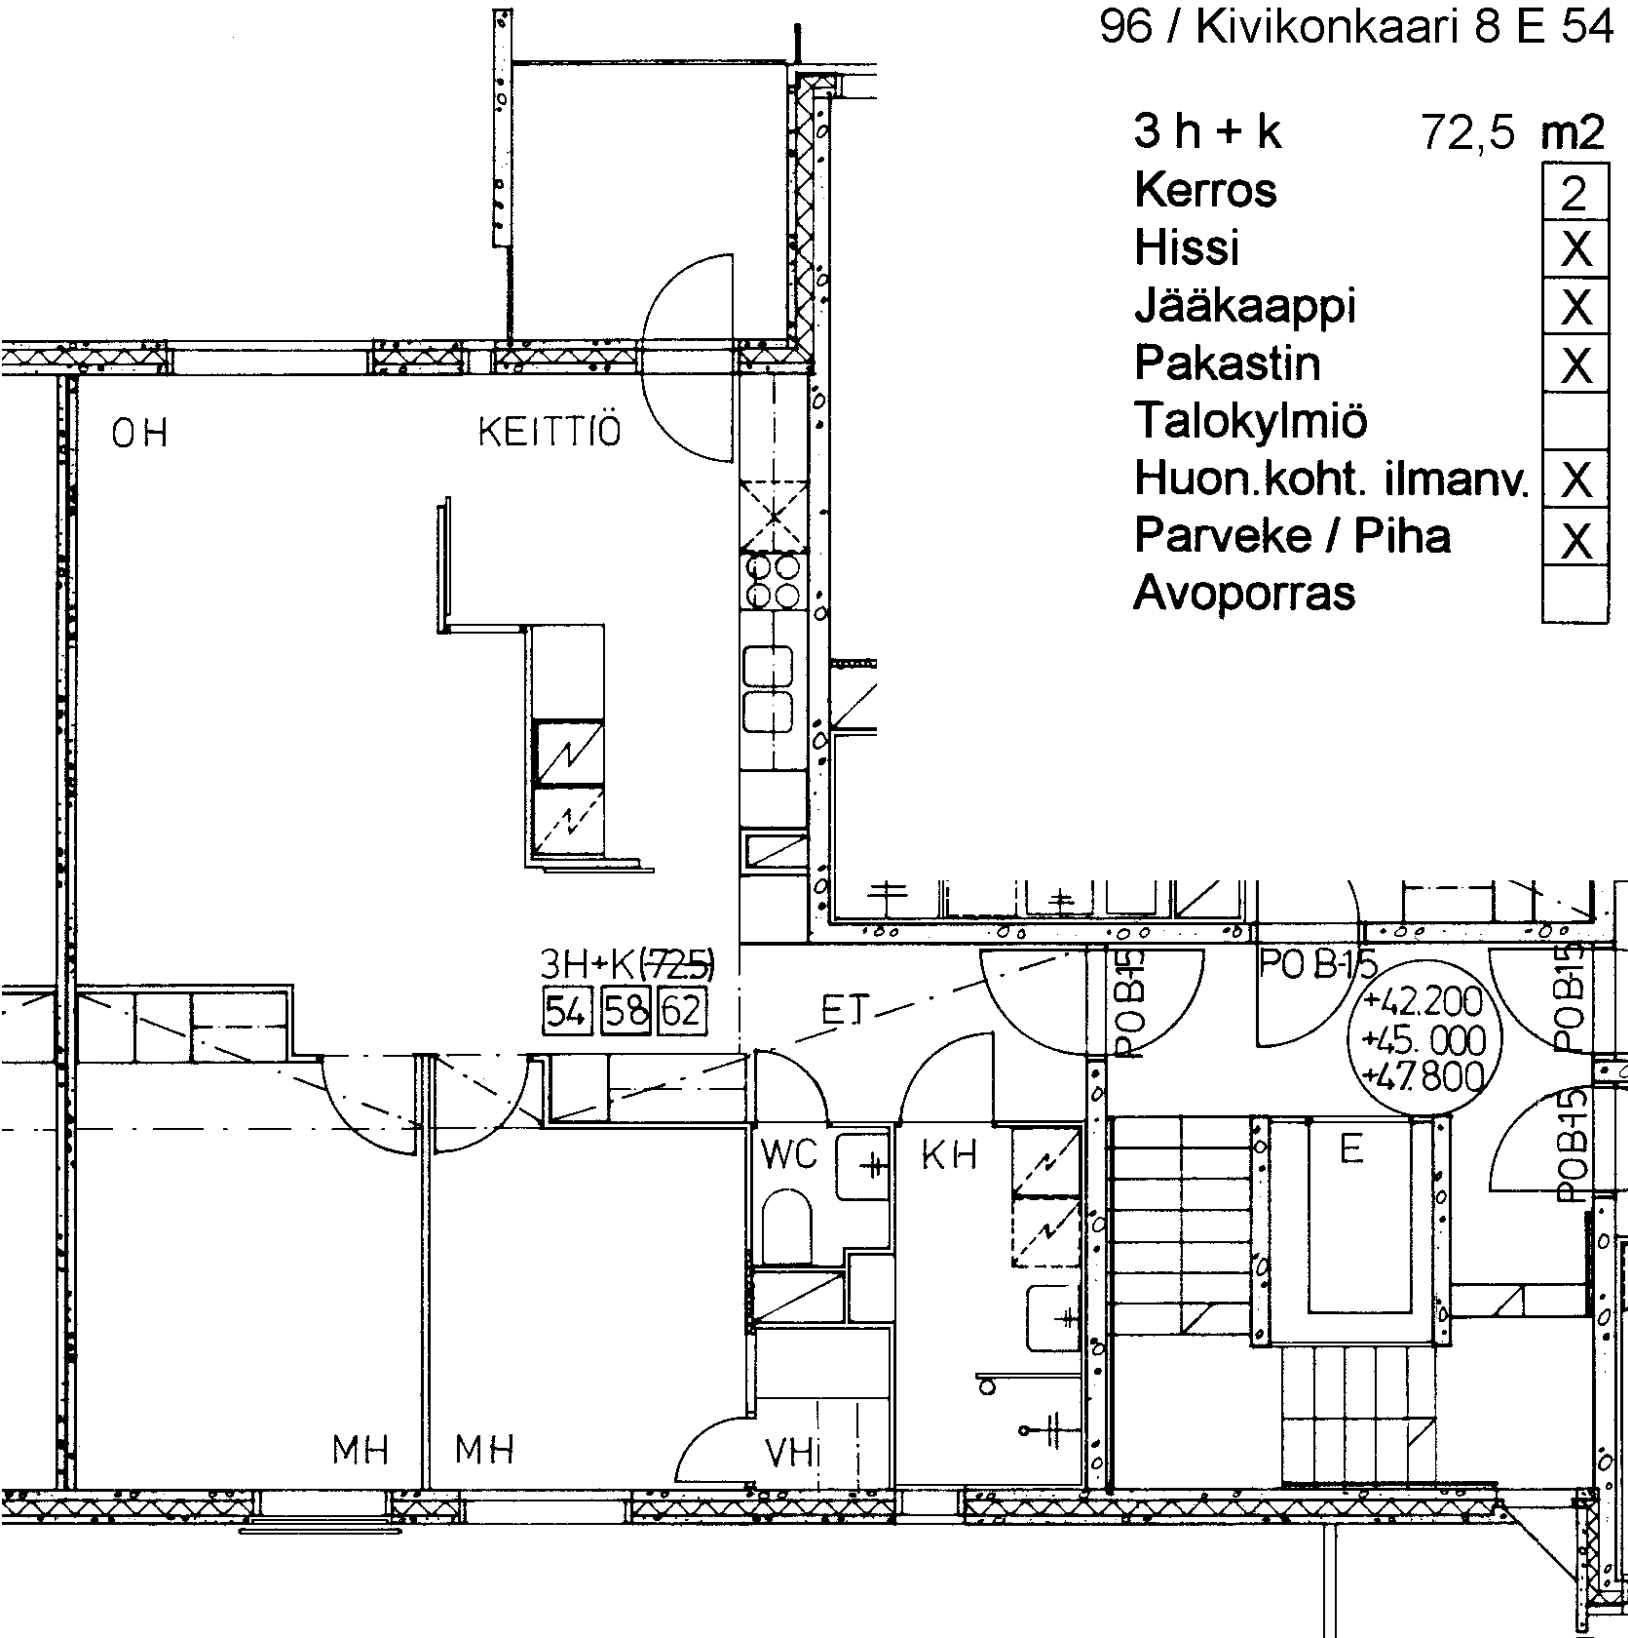 96 / Kivikonkaari 8 E 54
3 h + k 72,5 m2
Kerros 2
Hissi X
Jääkaappi X
Pakastin X
Talokylmiö
Huon.koht. ilmanv. X
Parveke / Piha X
Avoporras
OH
KEITTIÖ
3H+K(72.5)
54 58 62
ET
PO B-15
PO B-15
PO B-15
PO B-15
+42.200
+45.000
+47.800
WC
KH
E
MH
MH
VH